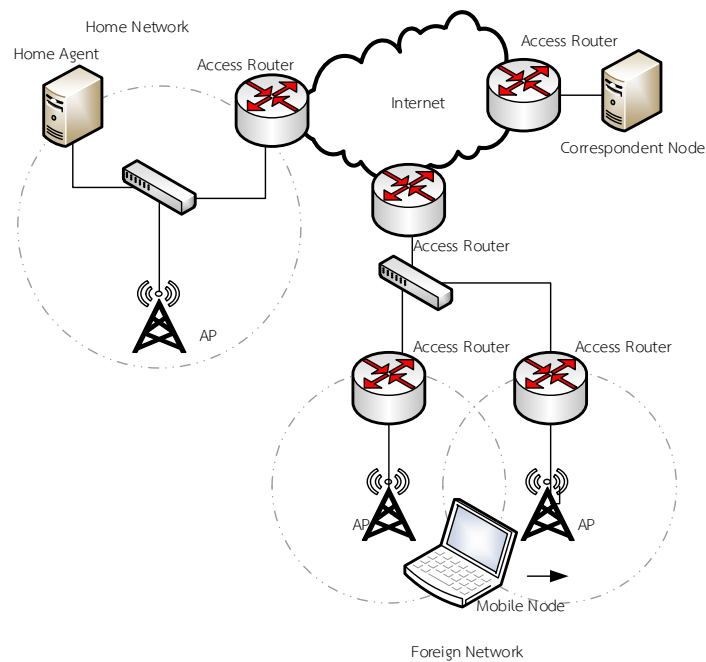 Home Network
Home Agent
Access Router
Access Router
Internet
Correspondent Node
Access Router
AP
Access Router
Access Router
AP
AP
Mobile Node
Foreign Network